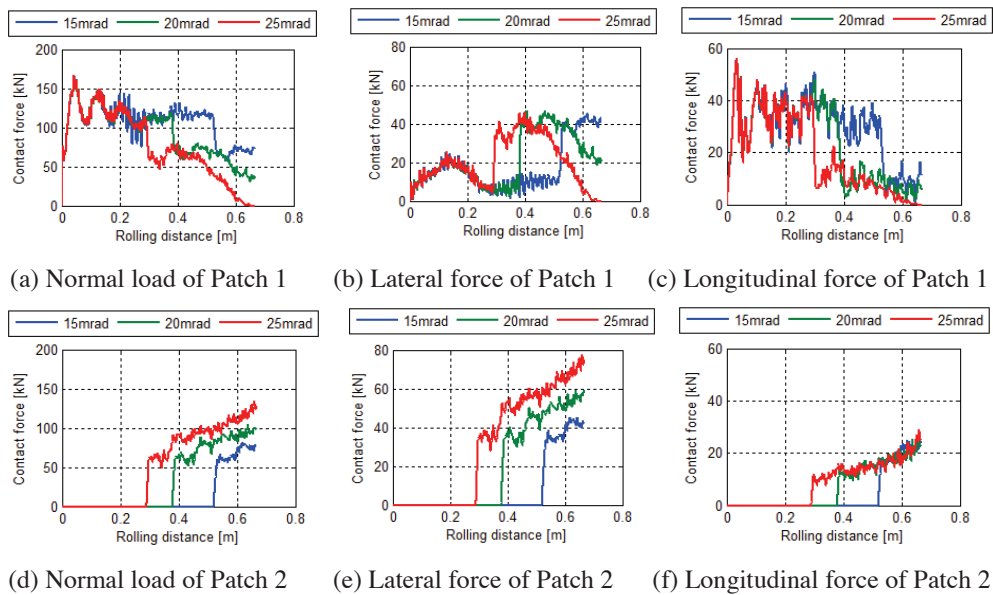 15mrad 20mrad 25mrad
15mrad 20mrad 25mrad
15mrad 20mrad 25mrad
Contact force [kN]
200
150
100
50
0
0 0.2 0.4 0.6 0.8
Rolling distance [m]
Contact force [kN]
80
60
40
20
0
0 0.2 0.4 0.6 0.8
Rolling distance [m]
Contact force [kN]
60
40
20
0
0 0.2 0.4 0.6 0.8
Rolling distance [m]
(a) Normal load of Patch 1
(b) Lateral force of Patch 1
(c) Longitudinal force of Patch 1
15mrad 20mrad 25mrad
15mrad 20mrad 25mrad
15mrad 20mrad 25mrad
Contact force [kN]
200
150
100
50
0
0 0.2 0.4 0.6 0.8
Rolling distance [m]
Contact force [kN]
80
60
40
20
0
0 0.2 0.4 0.6 0.8
Rolling distance [m]
Contact force [kN]
60
40
20
0
0 0.2 0.4 0.6 0.8
Rolling distance [m]
(d) Normal load of Patch 2
(e) Lateral force of Patch 2
(f) Longitudinal force of Patch 2